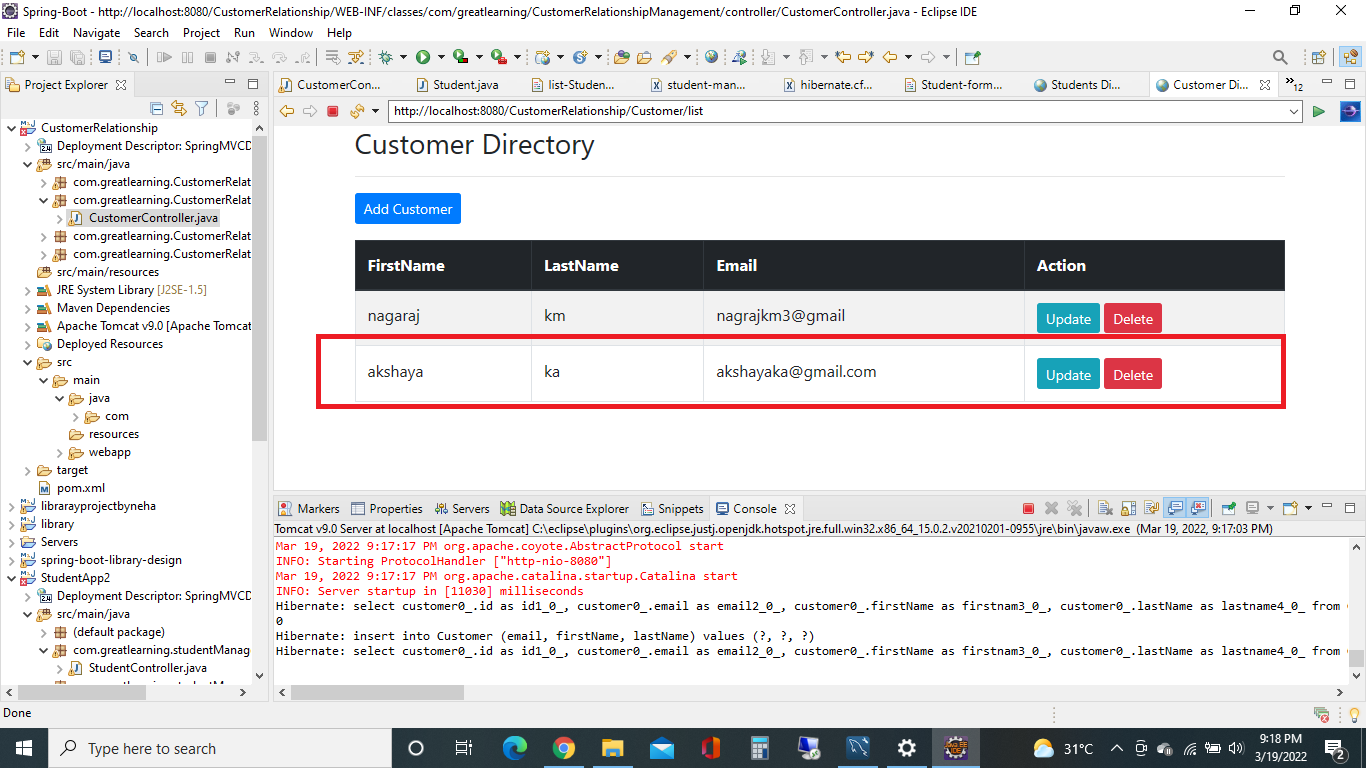 Spring-Boot - http://localhost:8080/CustomerRelationship/WEB-INF/classes/com/greatlearning/CustomerRelationshipManagement/controller/CustomerController.java - Eclipse IDE
File Edit Navigate Search Project Run Window Help
Project Explorer
CustomerCon...
Student.java
list-Studen...
student-man...
hibernate.cf...
Student-form...
Students Di...
Customer Di...
12
http://localhost:8080/CustomerRelationship/Customer/list
CustomerRelationship
Deployment Descriptor: SpringMVCD
src/main/java
com.greatlearning.CustomerRelat
com.greatlearning.CustomerRelat
CustomerController.java
com.greatlearning.CustomerRelat
com.greatlearning.CustomerRelat
src/main/resources
JRE System Library [J2SE-1.5]
Maven Dependencies
Apache Tomcat v9.0 [Apache Tomcat
Deployed Resources
src
main
java
com
resources
webapp
target
pom.xml
librarayprojectbyneha
library
Servers
spring-boot-library-design
StudentApp2
Deployment Descriptor: SpringMVCD
src/main/java
(default package)
com.greatlearning.studentManag
StudentController.java
Customer Directory
Add Customer
FirstName LastName Email Action
nagaraj km nagrajkm3@gmail Update Delete
akshaya ka akshayaka@gmail.com Update Delete
Markers Properties Servers Data Source Explorer Snippets Console
Tomcat v9.0 Server at localhost [Apache Tomcat] C:\eclipse\plugins\org.eclipse.justj.openjdk.hotspot.jre.full.win32.x86_64_15.0.2.v20210201-0955\jre\bin\javaw.exe (Mar 19, 2022, 9:17:03 PM)
Mar 19, 2022 9:17:17 PM org.apache.coyote.AbstractProtocol start
INFO: Starting ProtocolHandler ["http-nio-8080"]
Mar 19, 2022 9:17:17 PM org.apache.catalina.startup.Catalina start
INFO: Server startup in [11030] milliseconds
Hibernate: select customer0_.id as id1_0_, customer0_.email as email2_0_, customer0_.firstName as firstnam3_0_, customer0_.lastName as lastname4_0_ from
0
Hibernate: insert into Customer (email, firstName, lastName) values (?, ?, ?)
Hibernate: select customer0_.id as id1_0_, customer0_.email as email2_0_, customer0_.firstName as firstnam3_0_, customer0_.lastName as lastname4_0_ from
Done
Type here to search
31°C
9:18 PM
3/19/2022
2